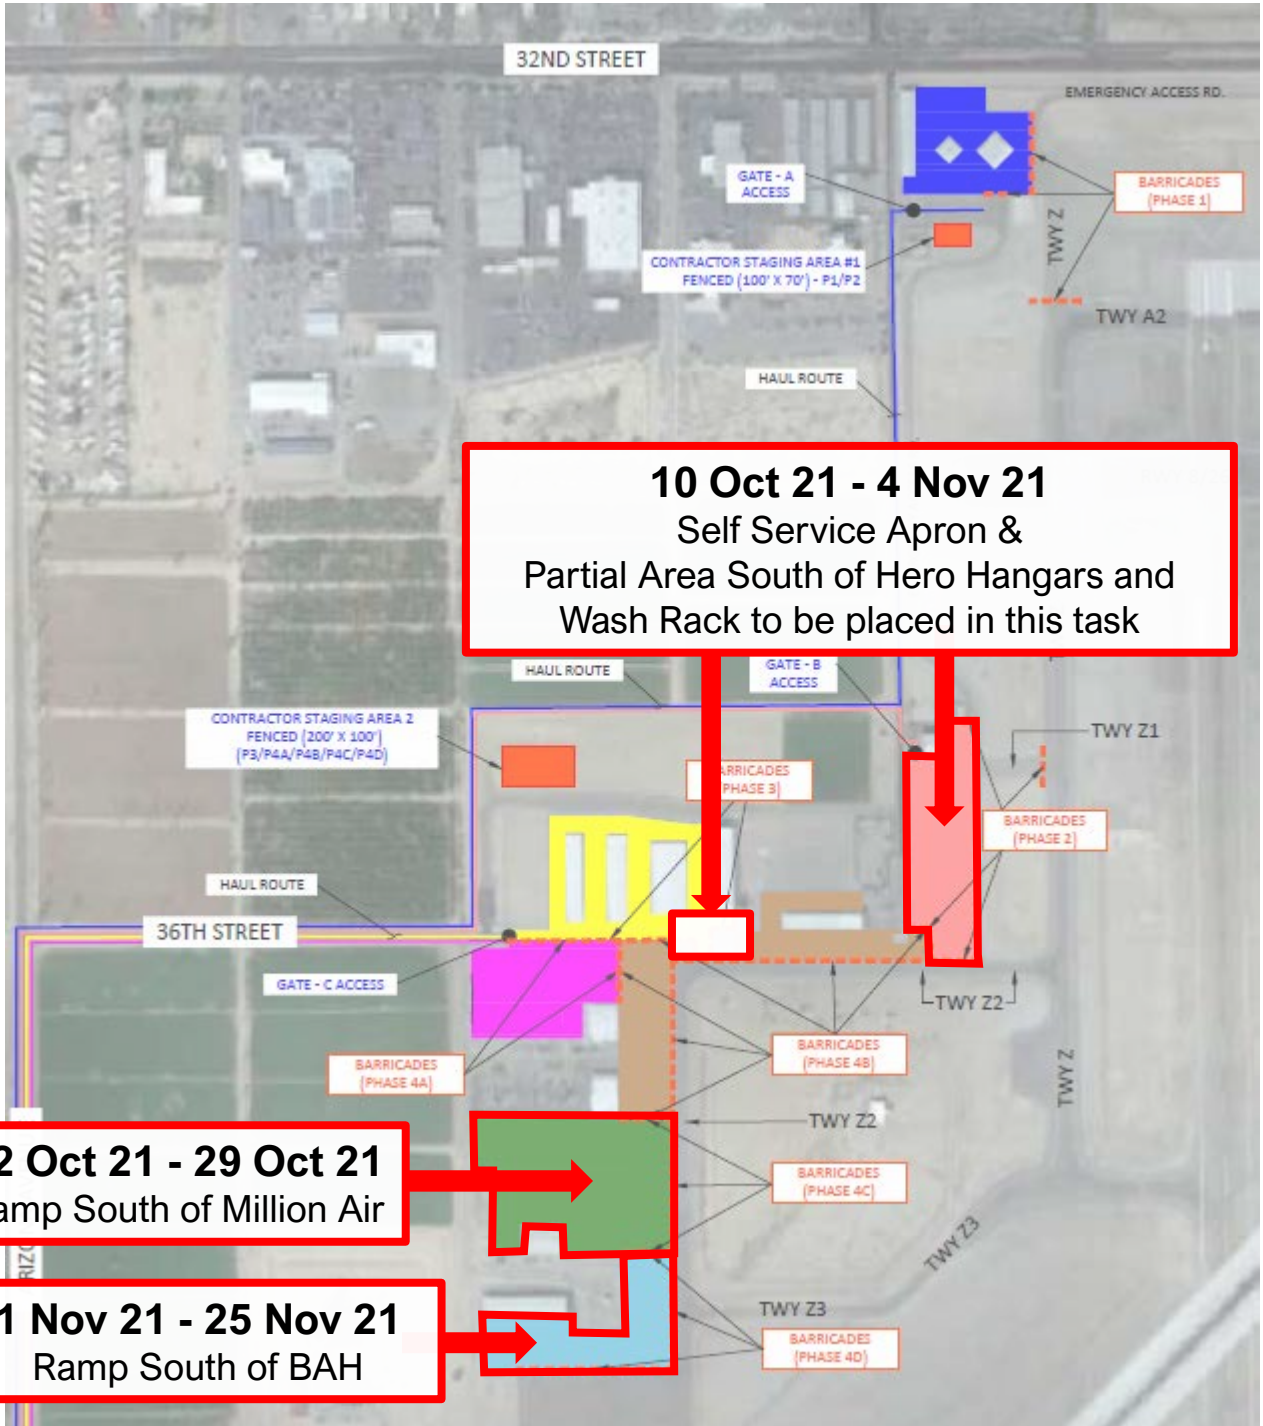 32ND STREET
EMERGENCY ACCESS RD.
GATE - A
ACCESS
BARRICADES
(PHASE 1)
TWY Z
CONTRACTOR STAGING AREA #1
FENCED (100' X 70') - P1/P2
TWY A2
HAUL ROUTE
10 Oct 21 - 4 Nov 21
Self Service Apron &
Partial Area South of Hero Hangars and
Wash Rack to be placed in this task
HAUL ROUTE
GATE - B
ACCESS
CONTRACTOR STAGING AREA 2
FENCED (200' X 100')
(P3/P4A/P4B/P4C/P4D)
TWY Z1
ARRICADES
PHASE 3)
BARRICADES
(PHASE 2)
HAUL ROUTE
36TH STREET
GATE - C ACCESS
TWY Z2
BARRICADES
(PHASE 4A)
BARRICADES
(PHASE 4B)
TWY Z
TWY Z2
2 Oct 21 - 29 Oct 21
amp South of Million Air
BARRICADES
(PHASE 4C)
RIZO
TWY Z3
1 Nov 21 - 25 Nov 21
Ramp South of BAH
TWY Z3
BARRICADES
(PHASE 4D)